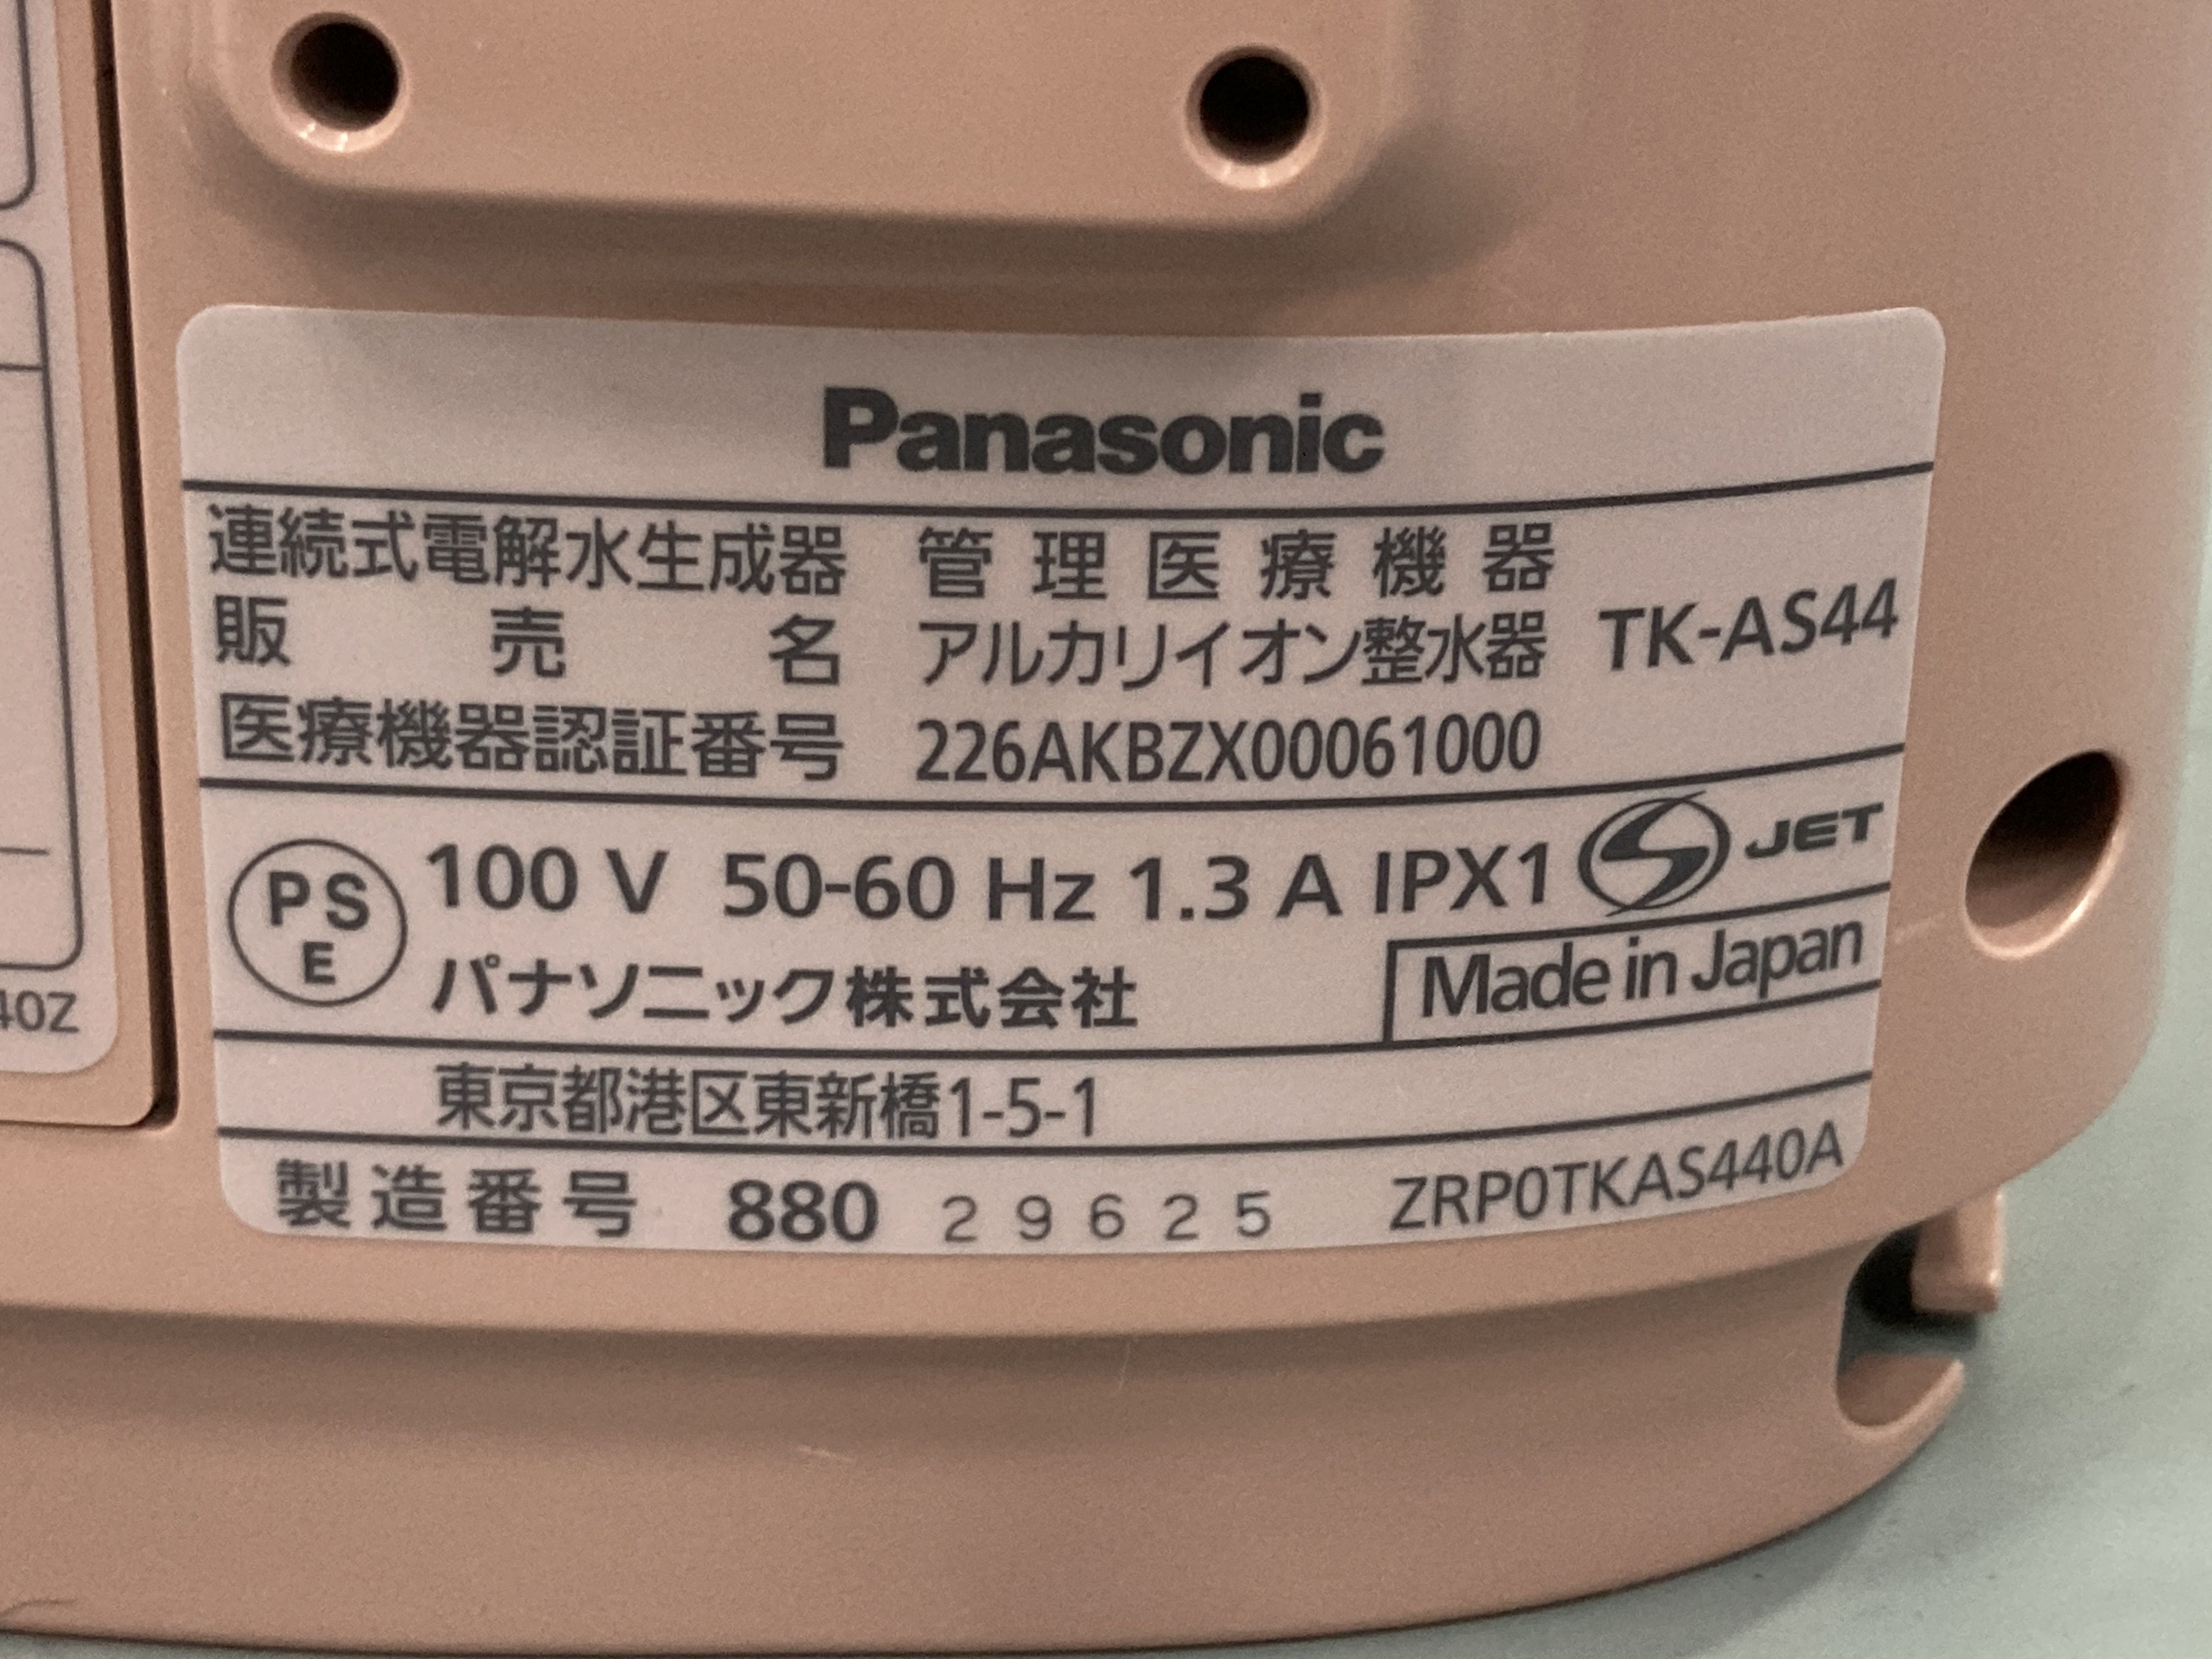 Panasonic
連続式電解水生成器 管理医療機器
販売名 アルカリイオン整水器 TK-AS44
医療機器認証番号 226AKBZX00061000
PSE 100 V 50-60 Hz 1.3 A IPX1 S JET
パナソニック株式会社 Made in Japan
東京都港区東新橋1-5-1
製造番号 880 29625 ZRP0TKAS440A
40Z